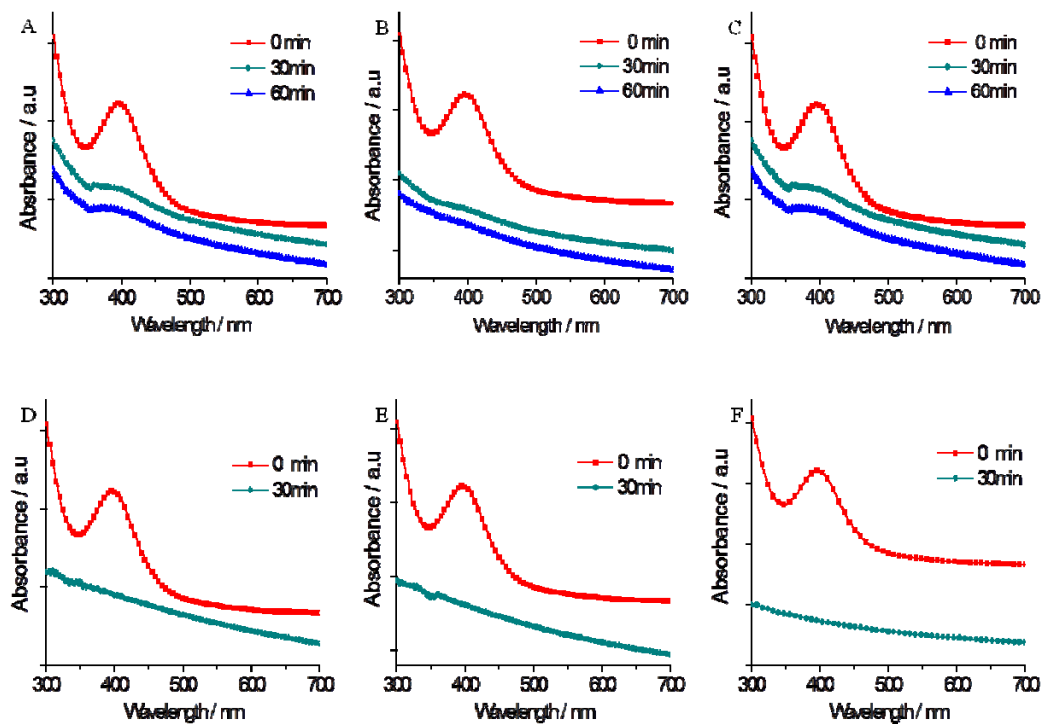 A
0 min
30min
60min
Absrbance / a.u
300 400 500 600 700
Wavelength / nm
B
0 min
30min
60min
Absorbance / a.u
300 400 500 600 700
Wavelength / nm
C
0 min
30min
60min
Absorbance / a.u
300 400 500 600 700
Wavelength / nm
D
0 min
30min
Absorbance / a.u
300 400 500 600 700
Wavelength / nm
E
0 min
30min
Absorbance / a.u
300 400 500 600 700
Wavelength / nm
F
0 min
30min
Absorbance / a.u
300 400 500 600 700
Wavelength / nm